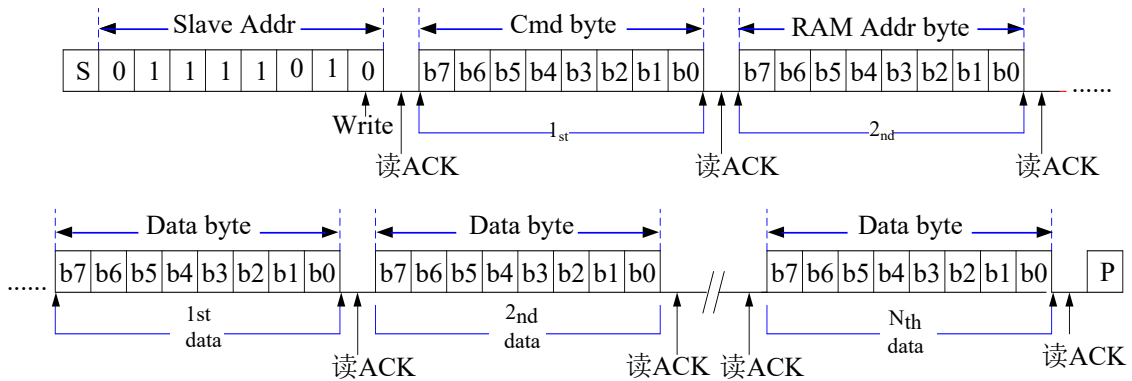 Slave Addr Cmd byte RAM Addr byte
S 0 1 1 1 1 0 1 0 b7 b6 b5 b4 b3 b2 b1 b0 b7 b6 b5 b4 b3 b2 b1 b0 ......
Write 1st 2nd
读ACK 读ACK 读ACK
Data byte Data byte Data byte
...... b7 b6 b5 b4 b3 b2 b1 b0 b7 b6 b5 b4 b3 b2 b1 b0 // b7 b6 b5 b4 b3 b2 b1 b0 P
1st 2nd Nth
data data data
读ACK 读ACK 读ACK 读ACK